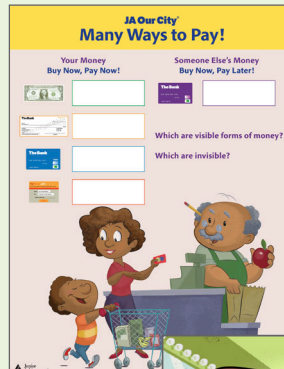 JA Our City®
Many Ways to Pay!
Your Money
Buy Now, Pay Now!
Someone Else's Money
Buy Now, Pay Later!
The Bank
The Bank
The Bank
Which are visible forms of money?
Which are invisible?